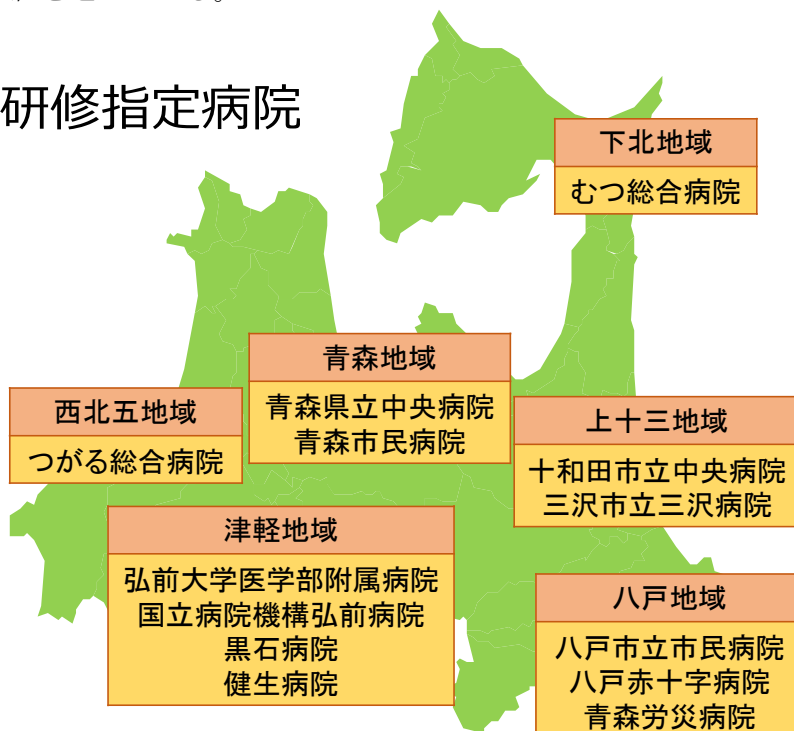 研修指定病院
下北地域
むつ総合病院
青森地域
青森県立中央病院
青森市民病院
西北五地域
つがる総合病院
上十三地域
十和田市立中央病院
三沢市立三沢病院
津軽地域
弘前大学医学部附属病院
国立病院機構弘前病院
黒石病院
健生病院
八戸地域
八戸市立市民病院
八戸赤十字病院
青森労災病院